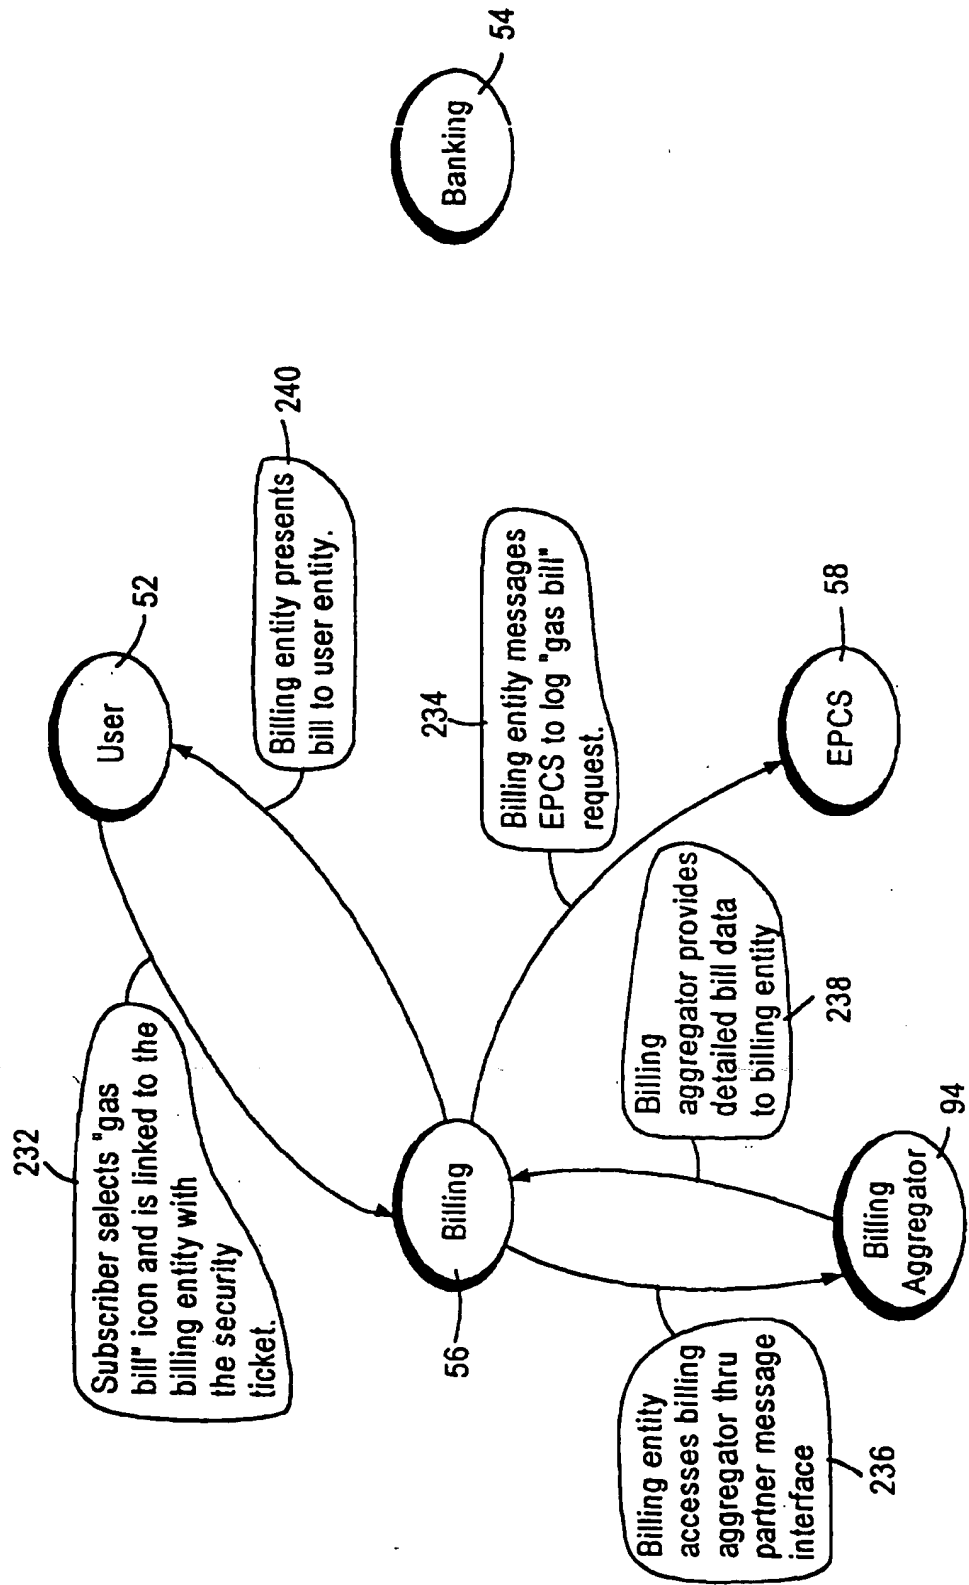 232
Subscriber selects "gas
bill" icon and is linked to the
billing entity with
the security
ticket.
User
52
Billing entity presents
bill to user entity.
240
Banking
54
56
Billing
234
Billing entity messages
EPCS to log "gas bill"
request.
Billing entity
accesses billing
aggregator thru
partner message
interface
236
Billing
aggregator provides
detailed bill data
to billing entity
238
EPCS
58
Billing
Aggregator
94